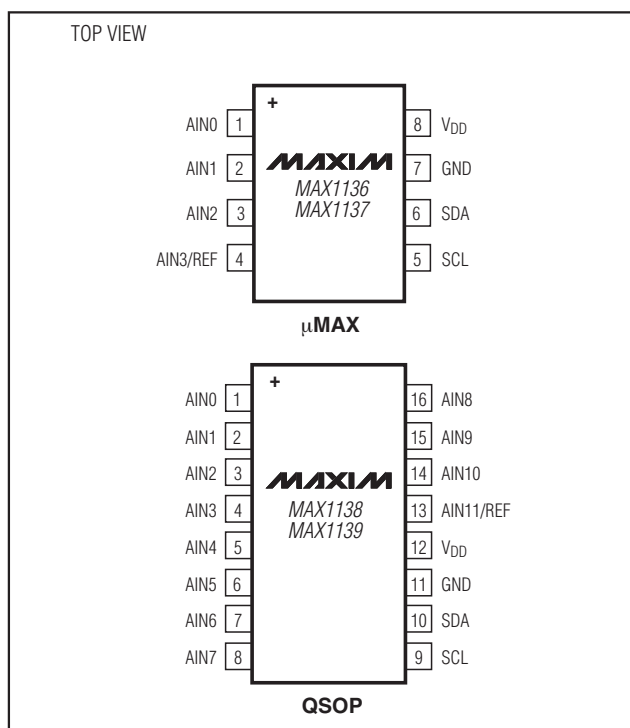 TOP VIEW
+
AIN0 1 8 VDD
AIN1 2 7 GND
MAXIM
MAX1136
MAX1137
AIN2 3 6 SDA
AIN3/REF 4 5 SCL
µMAX
+
AIN0 1 16 AIN8
AIN1 2 15 AIN9
AIN2 3 14 AIN10
MAXIM
AIN3 4 13 AIN11/REF
MAX1138
MAX1139
AIN4 5 12 VDD
AIN5 6 11 GND
AIN6 7 10 SDA
AIN7 8 9 SCL
QSOP